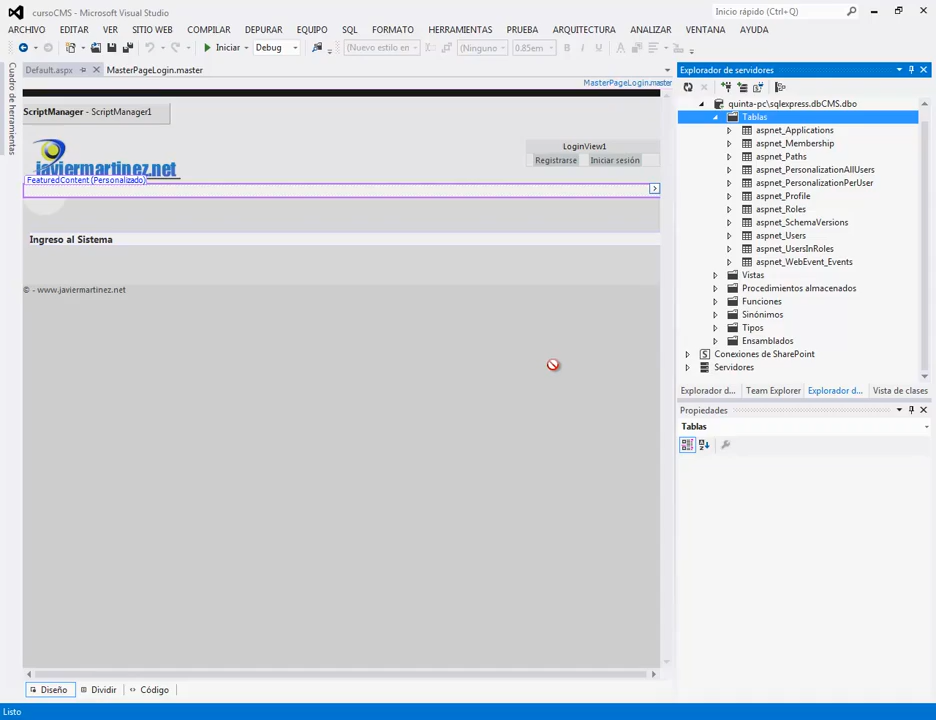 cursoCMS - Microsoft Visual Studio
Inicio rápido (Ctrl+Q)
ARCHIVO EDITAR VER SITIO WEB COMPILAR DEPURAR EQUIPO SQL FORMATO HERRAMIENTAS PRUEBA ARQUITECTURA ANALIZAR VENTANA AYUDA
Iniciar Debug (Nuevo estilo en (Ninguno 0.85em B I U A
Cuadro de herramientas
Default.aspx MasterPageLogin.master
MasterPageLogin.master
ScriptManager - ScriptManager1
LoginView1
Registrarse Iniciar sesión
javiermartinez.net
FeaturedContent (Personalizado)
Ingreso al Sistema
© - www.javiermartinez.net
Diseño Dividir Código
Explorador de servidores
quinta-pc\sqlexpress.dbCMS.dbo
Tablas
aspnet_Applications
aspnet_Membership
aspnet_Paths
aspnet_PersonalizationAllUsers
aspnet_PersonalizationPerUser
aspnet_Profile
aspnet_Roles
aspnet_SchemaVersions
aspnet_Users
aspnet_UsersInRoles
aspnet_WebEvent_Events
Vistas
Procedimientos almacenados
Funciones
Sinónimos
Tipos
Ensamblados
Conexiones de SharePoint
Servidores
Explorador d... Team Explorer Explorador d... Vista de clases
Propiedades
Tablas
Listo